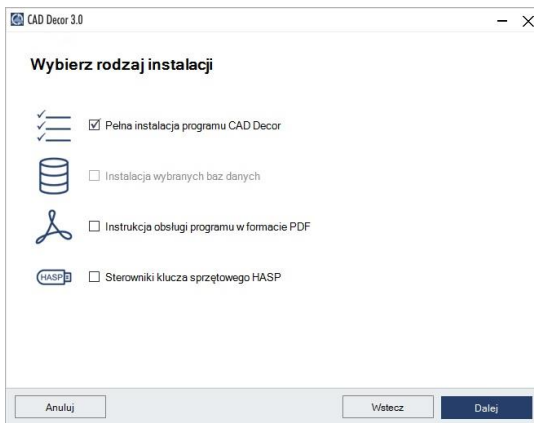 CAD Decor 3.0
Wybierz rodzaj instalacji
Pełna instalacja programu CAD Decor
Instalacja wybranych baz danych
Instrukcja obsługi programu w formacie PDF
HASP
Sterowniki klucza sprzętowego HASP
Anuluj
Wstecz
Dalej